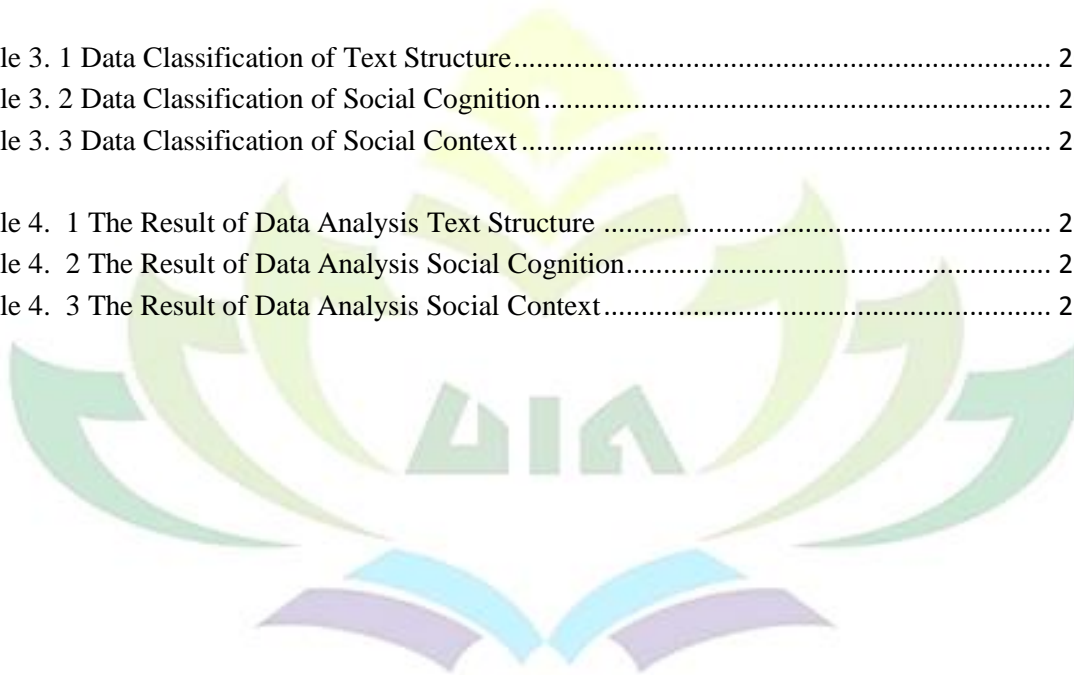 le 3. 1 Data Classification of Text Structure.......................................................................... 2
le 3. 2 Data Classification of Social Cognition..................................................................... 2
le 3. 3 Data Classification of Social Context........................................................................ 2
le 4.  1 The Result of Data Analysis Text Structure ............................................................. 2
le 4.  2 The Result of Data Analysis Social Cognition.......................................................... 2
le 4.  3 The Result of Data Analysis Social Context............................................................. 2